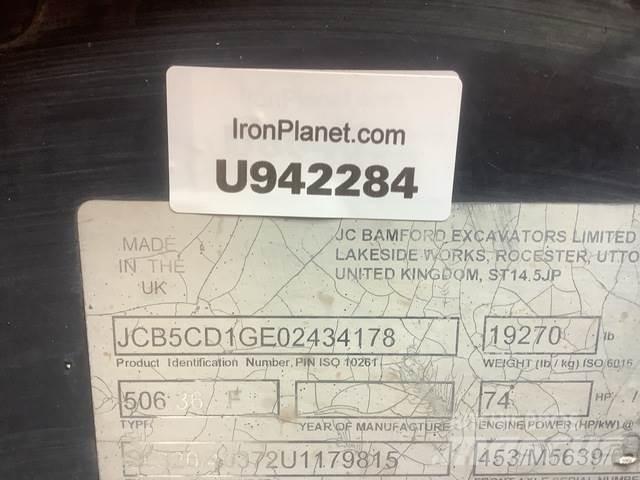 IronPlanet.com
U942284
MADE IN THE UK
JC BAMFORD EXCAVATORS LIMITED
LAKESIDE WORKS, ROCESTER, UTTO
UNITED KINGDOM, ST14.5JP
JCB5CD1GE02434178
19270 lb
Product Identification Number, PIN ISO 10261
WEIGHT (lb / kg) ISO 6016
506 36 F
74 HP /
TYPE
YEAR OF MANUFACTURE
ENGINE POWER (HP/KW) @
372U1179815
453/M5639/